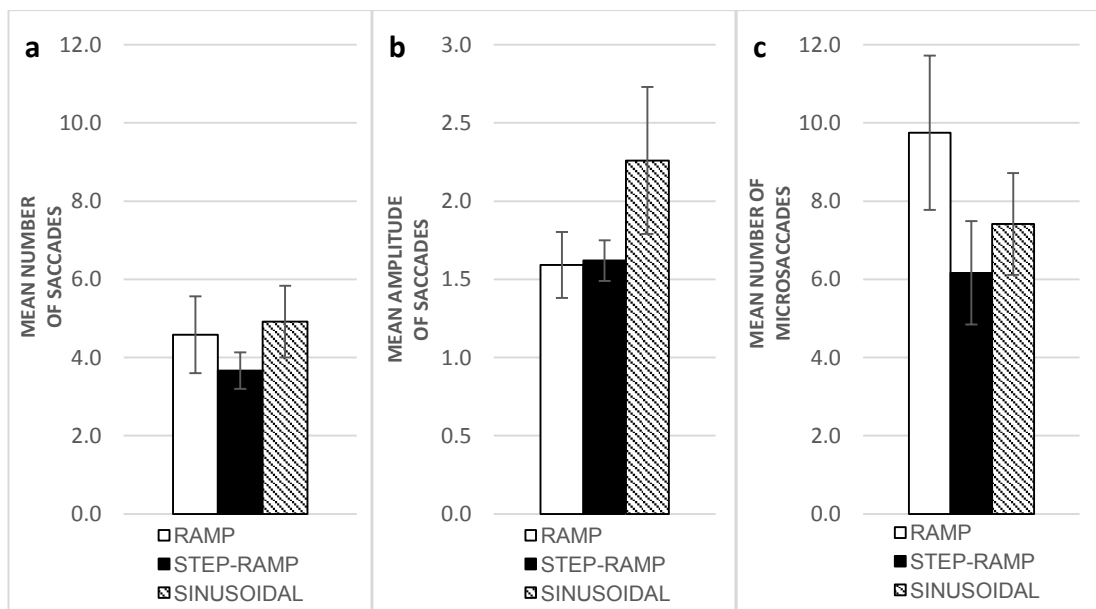 a
MEAN NUMBER
OF SACCADES
12.0
10.0
8.0
6.0
4.0
2.0
0.0
RAMP
STEP-RAMP
SINUSOIDAL
b
MEAN AMPLITUDE
OF SACCADES
3.0
2.5
2.0
1.5
1.0
0.5
0.0
RAMP
STEP-RAMP
SINUSOIDAL
c
MEAN NUMBER OF
MICROSACCADES
12.0
10.0
8.0
6.0
4.0
2.0
0.0
RAMP
STEP-RAMP
SINUSOIDAL